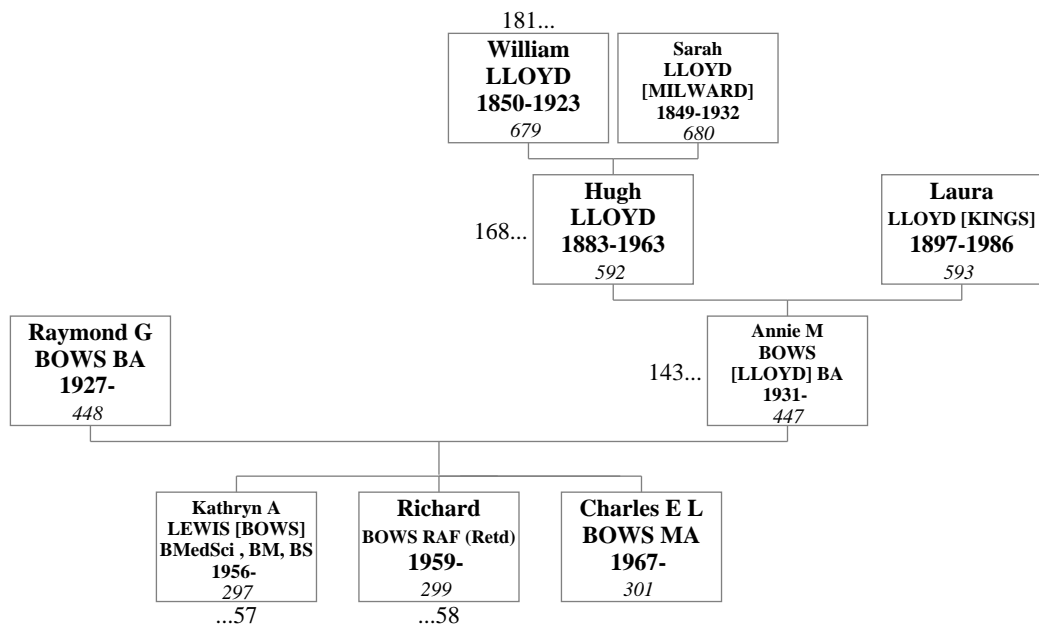 181...
William
LLOYD
1850-1923
679
Sarah
LLOYD
[MILWARD]
1849-1932
680
168...
Hugh
LLOYD
1883-1963
592
Laura
LLOYD [KINGS]
1897-1986
593
Raymond G
BOWS BA
1927-
448
143...
Annie M
BOWS
[LLOYD] BA
1931-
447
Kathryn A
LEWIS [BOWS]
BMedSci , BM, BS
1956-
297
...57
Richard
BOWS RAF (Retd)
1959-
299
...58
Charles E L
BOWS MA
1967-
301